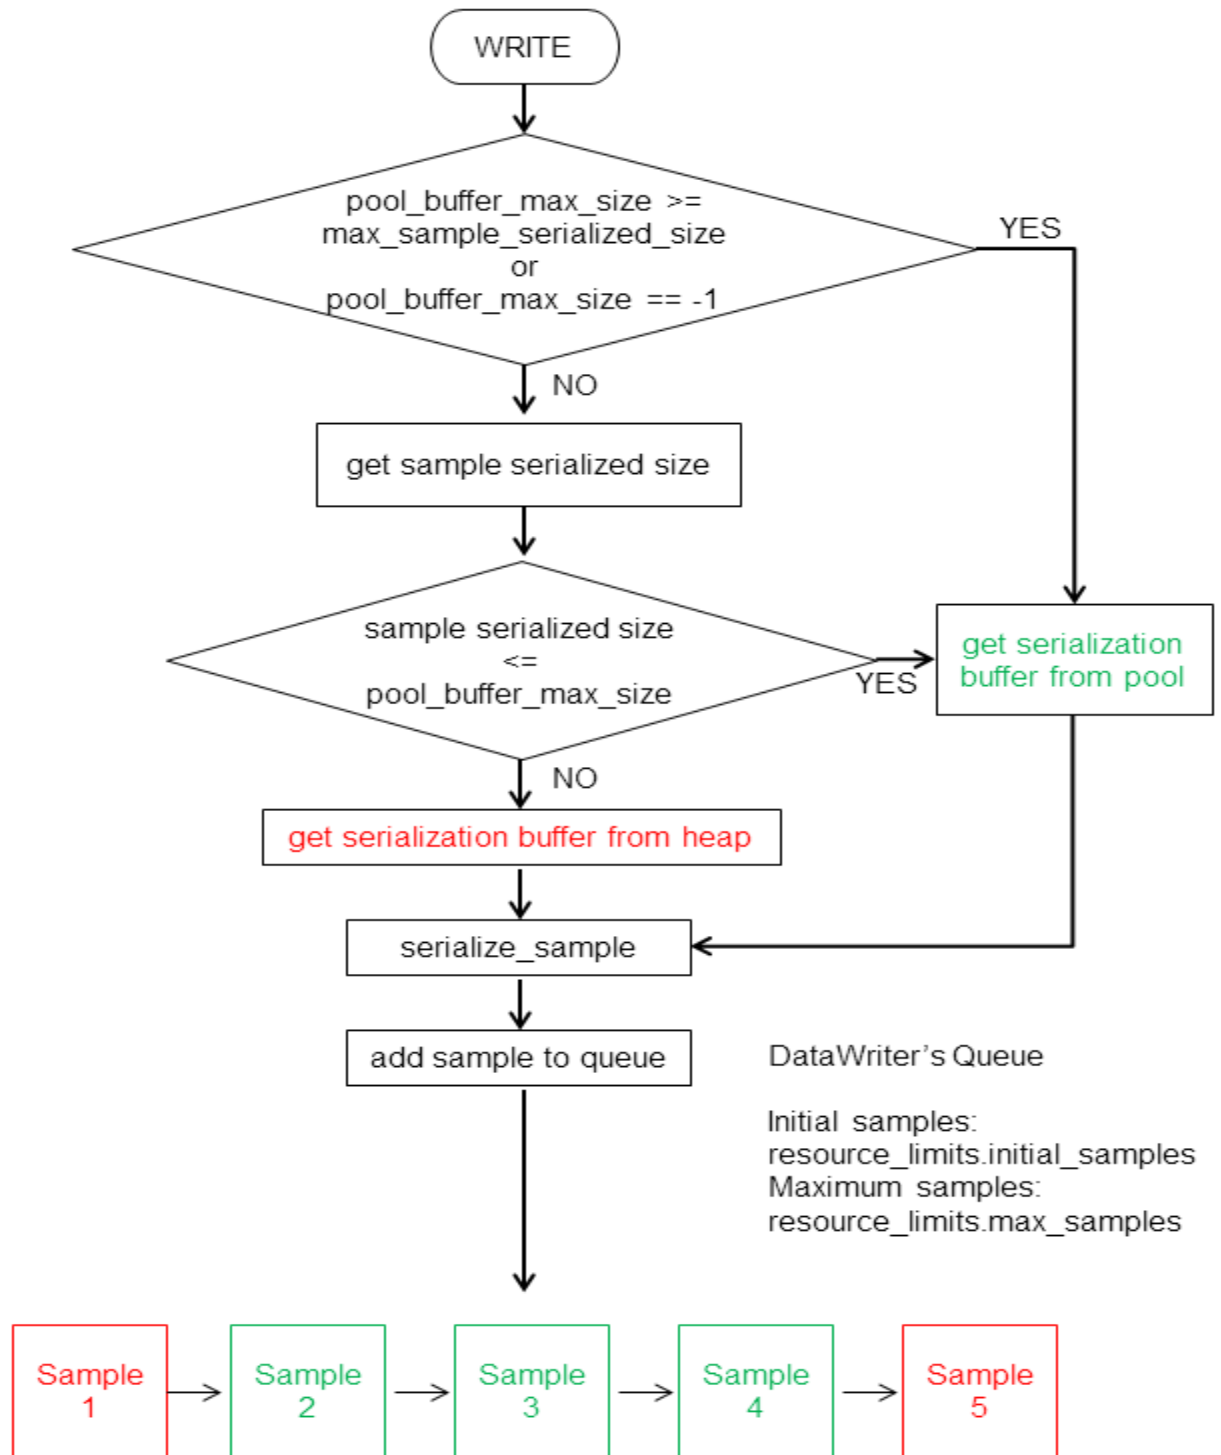 WRITE
pool_buffer_max_size >=
max_sample_serialized_size
or
pool_buffer_max_size == -1
YES
NO
get sample serialized size
sample serialized size
<=
pool_buffer_max_size
YES
get serialization
buffer from pool
NO
get serialization buffer from heap
serialize_sample
add sample to queue
DataWriter’s Queue
Initial samples:
resource_limits.initial_samples
Maximum samples:
resource_limits.max_samples
Sample
1
Sample
2
Sample
3
Sample
4
Sample
5